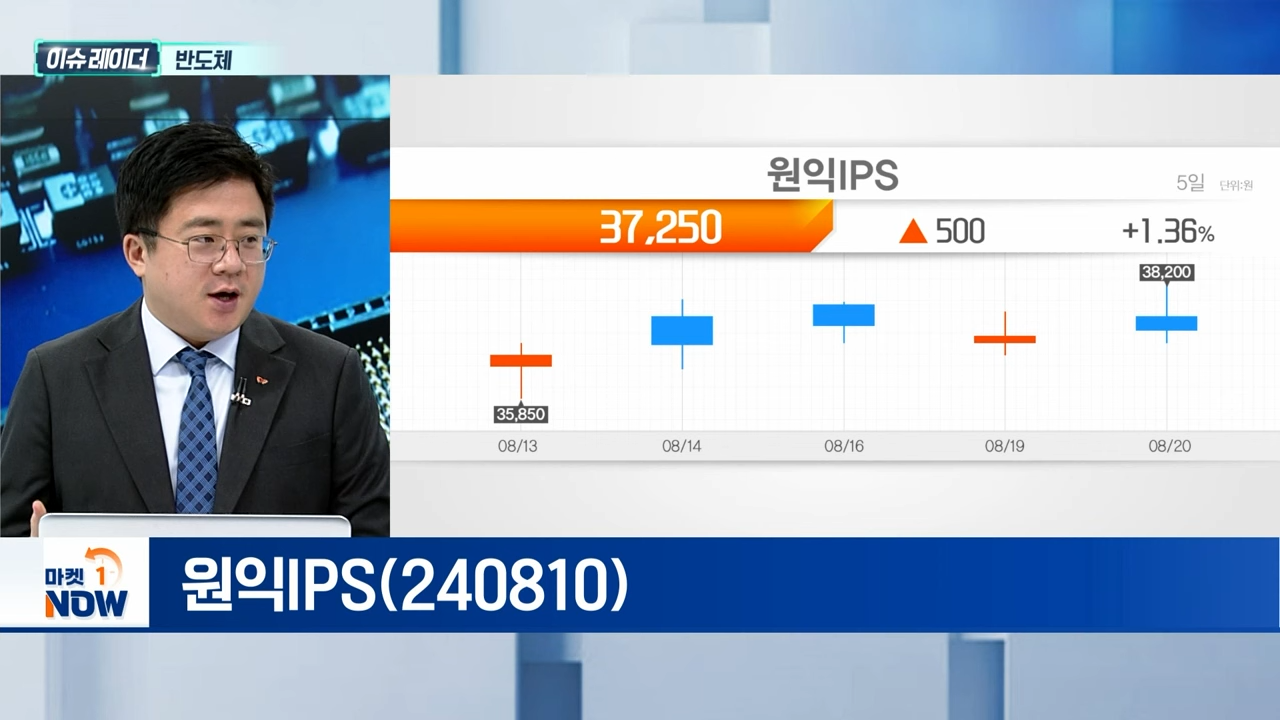 이슈 레이더 반도체
원익IPS
5일 단위:원
37,250 ▲ 500 +1.36%
38,200
35,850
08/13 08/14 08/16 08/19 08/20
마켓 1
NOW
원익IPS(240810)